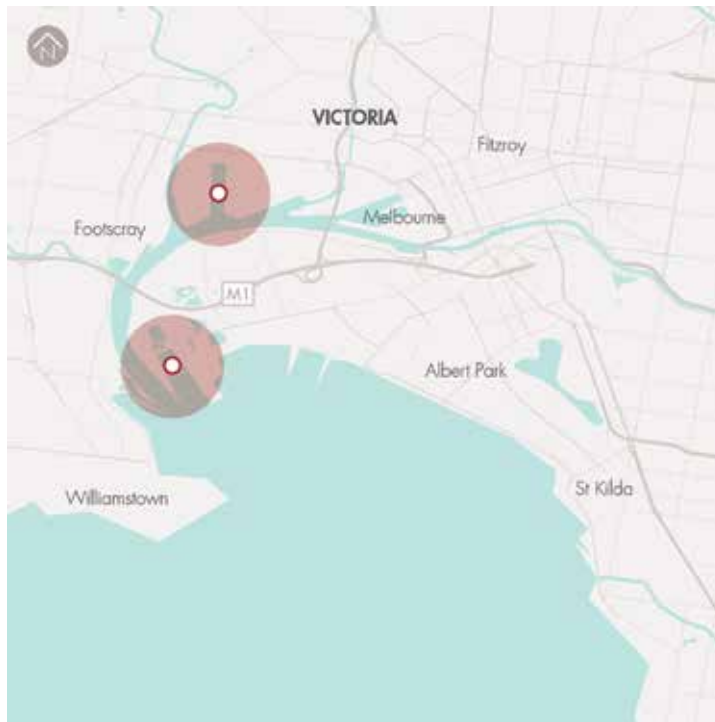 N
VICTORIA
Fitzroy
Melbourne
Footscray
M1
Albert Park
Williamstown
St Kilda